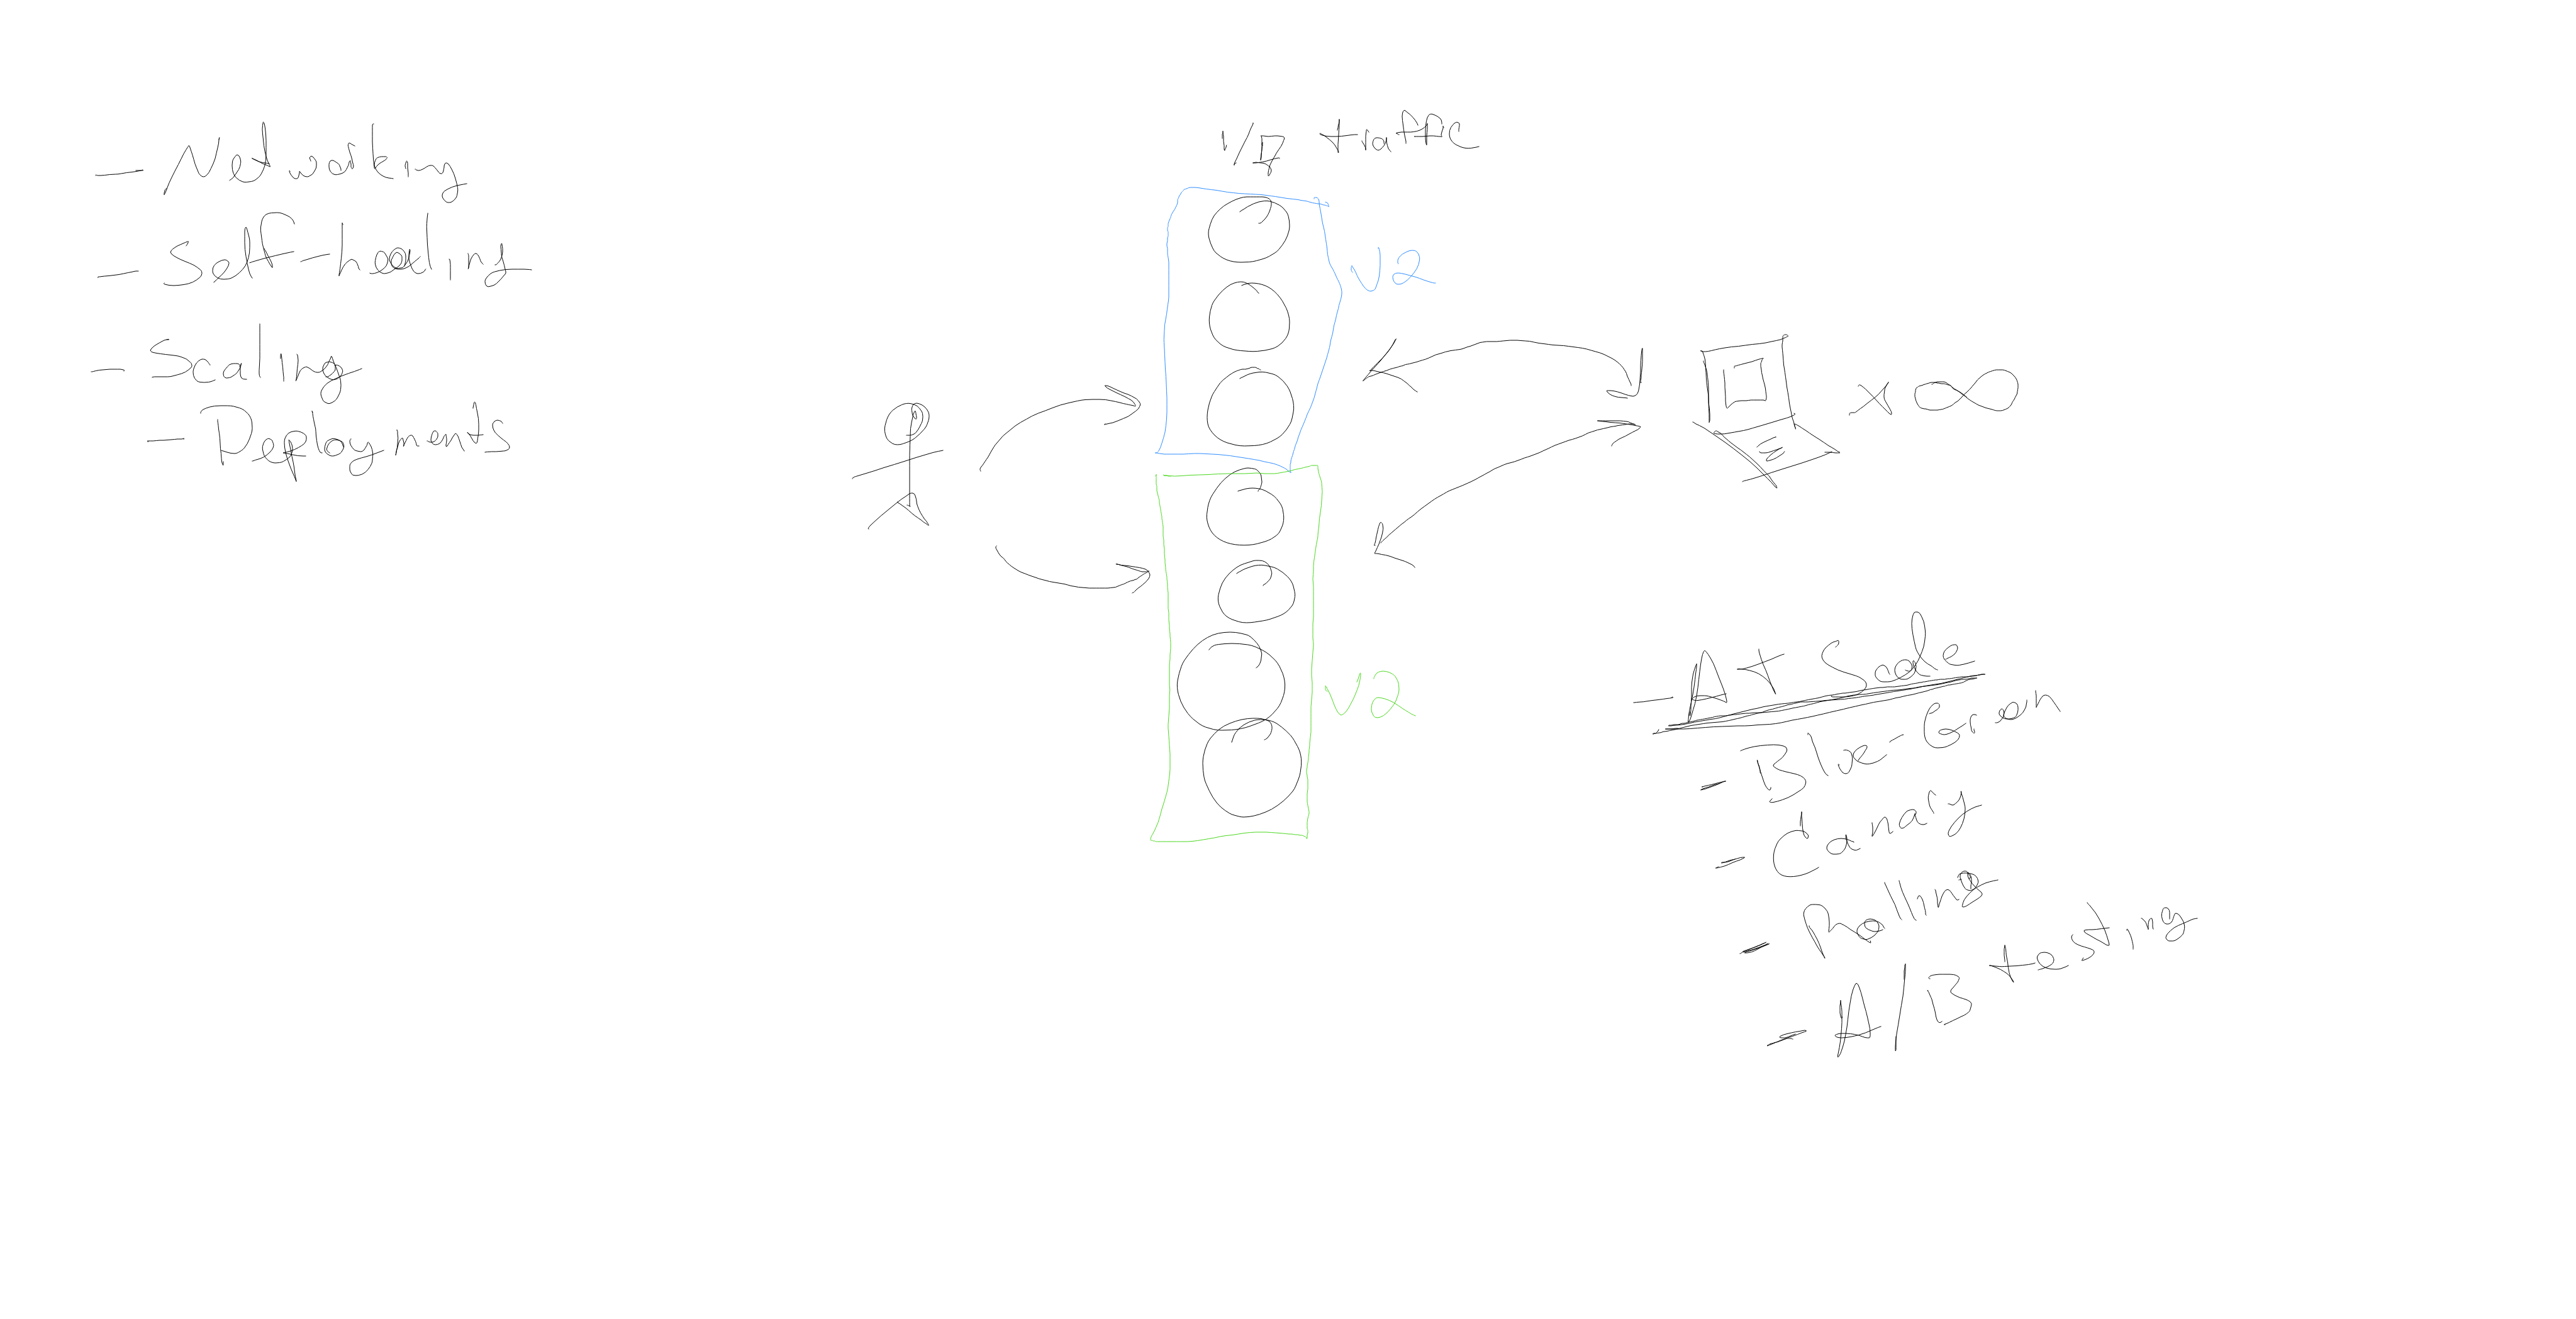 - Networking
- Self-healing
- Scaling
- Deployments
1/7 traffic
V2
x ∞
V2
- At Scale
- Blue-Green
- Canary
- Rolling
- A/B testing